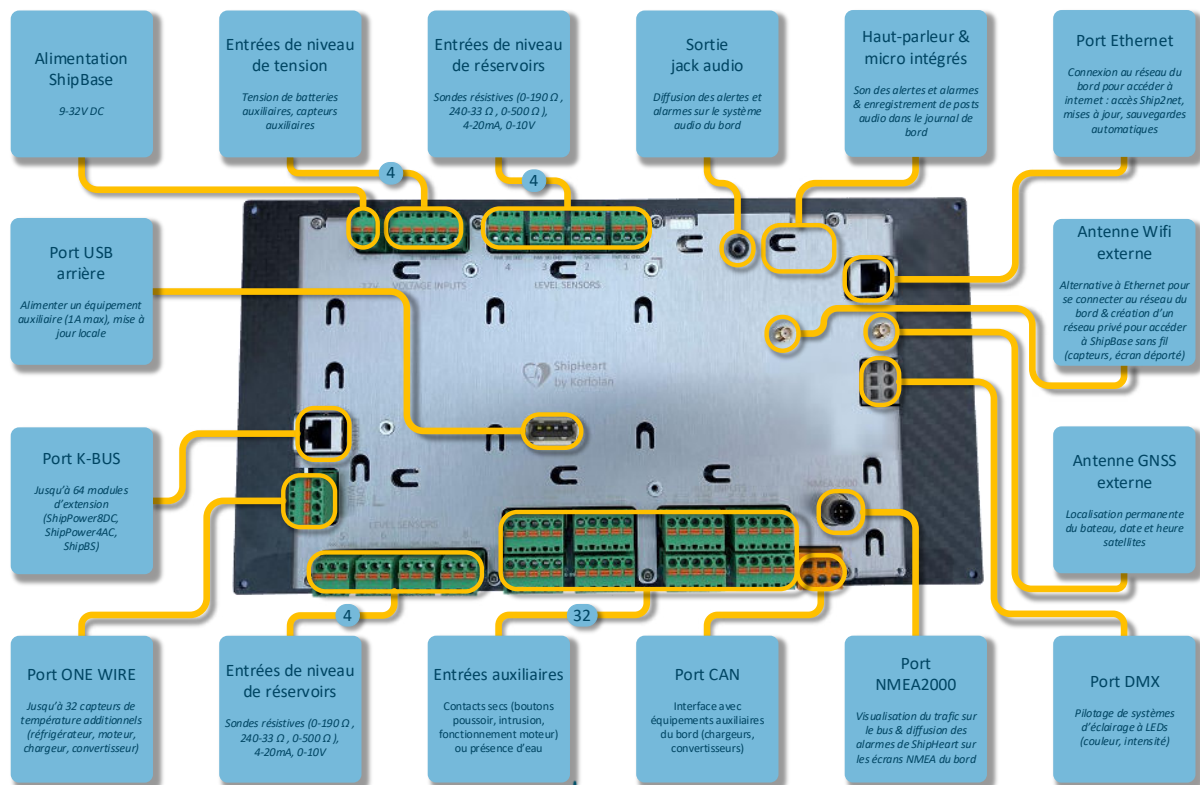 Alimentation
ShipBase
9-32V DC
Entrées de niveau
de tension
Tension de batteries
auxiliaires, capteurs
auxiliaires
Entrées de niveau
de réservoirs
Sondes résistives (0-190 Ω ,
240-33 Ω , 0-500 Ω ),
4-20mA, 0-10V
Sortie
jack audio
Diffusion des alertes et
alarmes sur le système
audio du bord
Haut-parleur &
micro intégrés
Son des alertes et alarmes
& enregistrement de posts
audio dans le journal de
bord
Port Ethernet
Connexion au réseau du
bord pour accéder à
internet : accès Ship2net,
mises à jour, sauvegardes
automatiques
4
4
Port USB
arrière
Alimenter un équipement
auxiliaire (1A max), mise à
jour locale
Antenne Wifi
externe
Alternative à Ethernet pour
se connecter au réseau du
bord & création d'un
réseau privé pour accéder
à ShipBase sans fil
(capteurs, écran déporté)
4
3
2
1
12V
VOLTAGE INPUTS
LEVEL SENSORS
ShipHeart
by Kortolan
Port K-BUS
Jusqu'à 64 modules
d'extension
(ShipPower8DC,
ShipPower4AC,
ShipBS)
Antenne GNSS
externe
Localisation permanente
du bateau, date et heure
satellites
NMEA 2000
LEVEL SENSORS
5
6
7
8
INPUTS
4
32
Port ONE WIRE
Jusqu'à 32 capteurs de
température additionnels
(réfrigérateur, moteur,
chargeur, convertisseur)
Entrées de niveau
de réservoirs
Sondes résistives (0-190 Ω ,
240-33 Ω , 0-500 Ω ),
4-20mA, 0-10V
Entrées auxiliaires
Contacts secs (boutons
poussoir, intrusion,
fonctionnement moteur)
ou présence d'eau
Port CAN
Interface avec
équipements auxiliaires
du bord (chargeurs,
convertisseurs)
Port
NMEA2000
Visualisation du trafic sur
le bus & diffusion des
alarmes de ShipHeart sur
les écrans NMEA du bord
Port DMX
Pilotage de systèmes
d'éclairage à LEDs
(couleur, intensité)